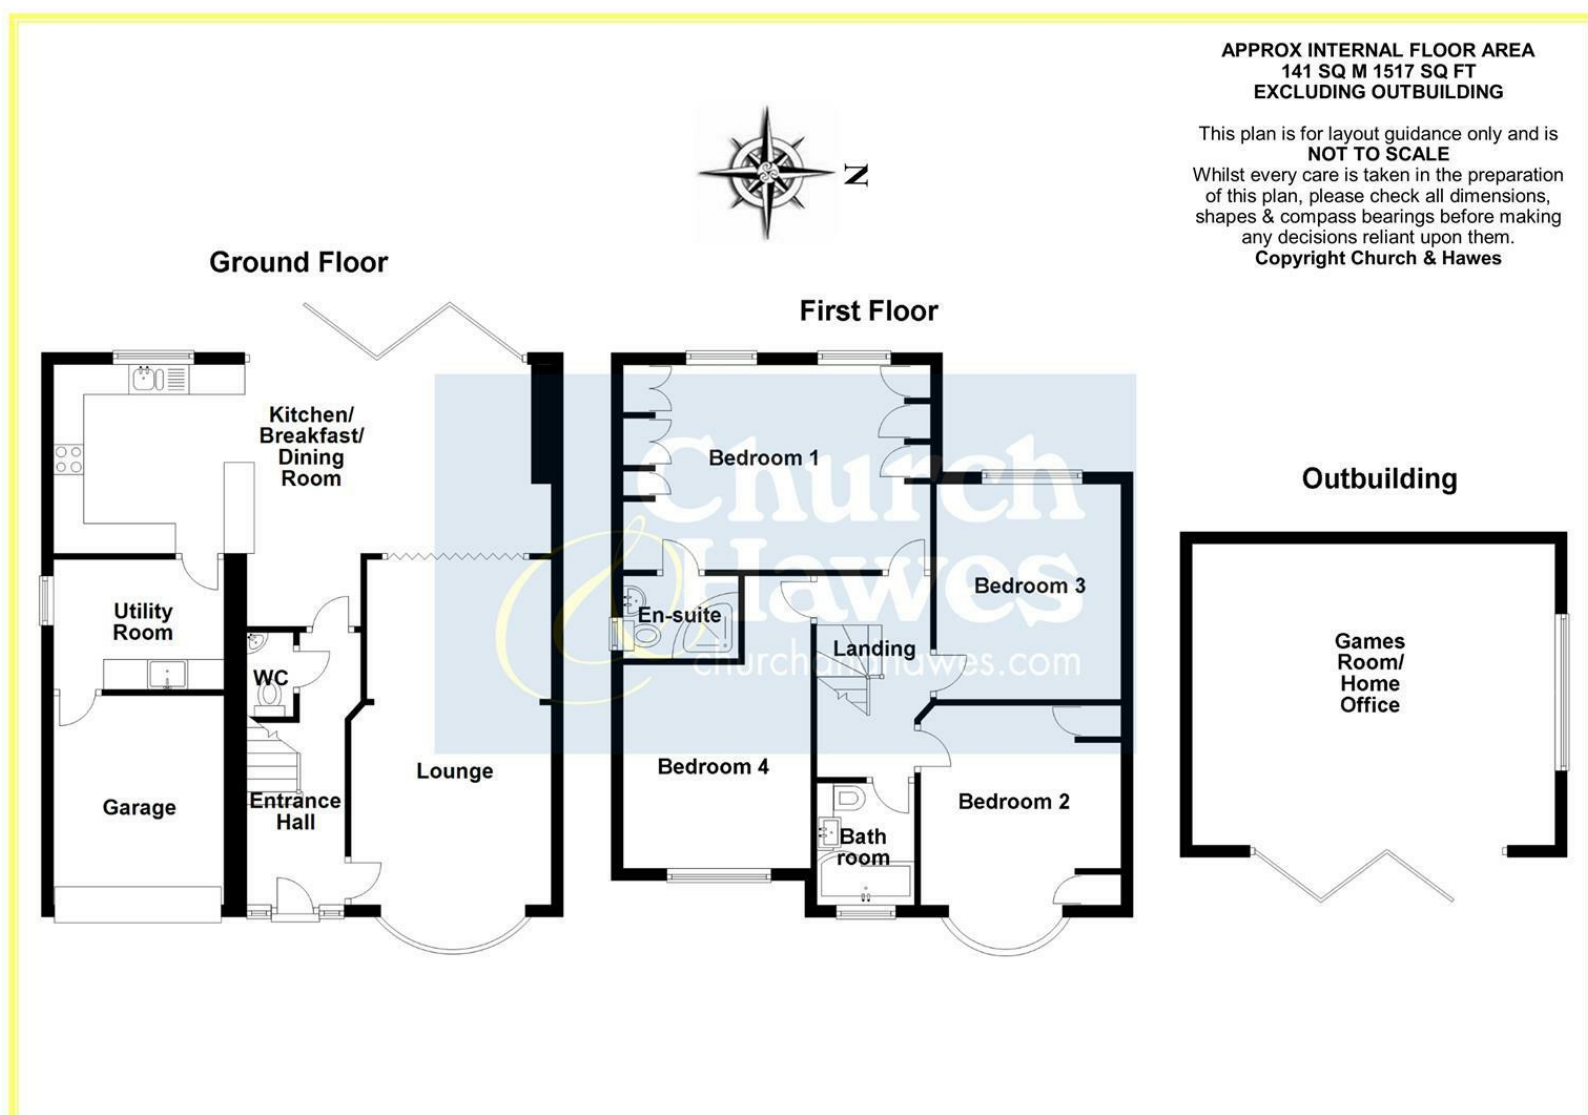 APPROX INTERNAL FLOOR AREA
141 SQ M 1517 SQ FT
EXCLUDING OUTBUILDING
This plan is for layout guidance only and is
NOT TO SCALE
Whilst every care is taken in the preparation
of this plan, please check all dimensions,
shapes & compass bearings before making
any decisions reliant upon them.
Copyright Church & Hawes
N
Ground Floor
Kitchen/
Breakfast/
Dining
Room
Utility
Room
WC
Garage
Entrance
Hall
Lounge
First Floor
Bedroom 1
Bedroom 3
En-suite
Landing
Bedroom 4
Bedroom 2
Bath
room
Church
& Hawes
churchandhawes.com
Outbuilding
Games
Room/
Home
Office